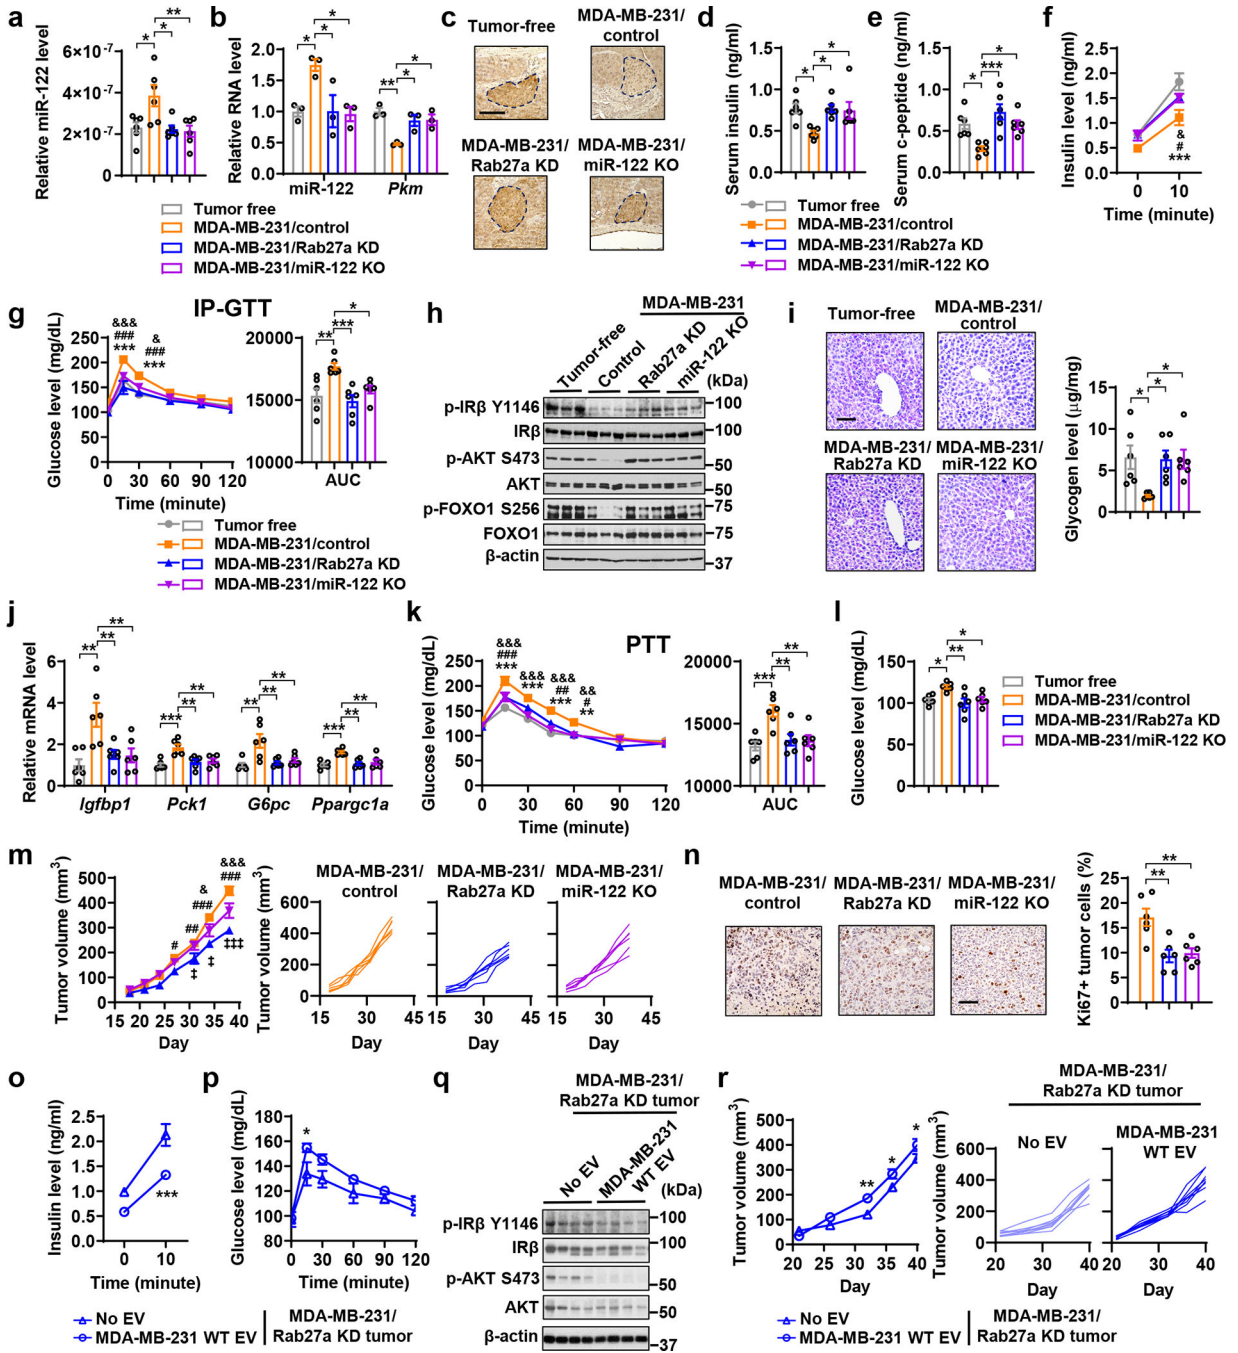 a
Relative miR-122 level
6×10-7
4×10-7
2×10-7
0
*
**
*
b
Relative RNA level
2.0
1.5
1.0
0.5
0
*
*
*
**
*
*
miR-122
Pkm
c
Tumor-free
MDA-MB-231/
control
MDA-MB-231/
Rab27a KD
MDA-MB-231/
miR-122 KO
d
Serum insulin (ng/ml)
1.5
1.0
0.5
0.0
*
*
*
e
Serum c-peptide (ng/ml)
1.5
1.0
0.5
0.0
*
***
*
f
Insulin level (ng/ml)
2.5
2.0
1.5
1.0
0.5
0.0
&
#
***
0 10
Time (minute)
Tumor free
MDA-MB-231/control
MDA-MB-231/Rab27a KD
MDA-MB-231/miR-122 KO
Tumor free
MDA-MB-231/control
MDA-MB-231/Rab27a KD
MDA-MB-231/miR-122 KO
g
IP-GTT
Glucose level (mg/dL)
250
200
150
100
50
0
&&&
###
***
&
###
***
0 30 60 90 120
Time (minute)
20000
15000
10000
**
***
*
AUC
Tumor free
MDA-MB-231/control
MDA-MB-231/Rab27a KD
MDA-MB-231/miR-122 KO
h
MDA-MB-231
Tumor-free
Control
Rab27a KD
miR-122 KO
(kDa)
p-IRβ Y1146
100
IRβ
100
p-AKT S473
50
AKT
50
p-FOXO1 S256
75
FOXO1
75
β-actin
37
i
Tumor-free
MDA-MB-231/
control
MDA-MB-231/
Rab27a KD
MDA-MB-231/
miR-122 KO
Glycogen level (μg/mg)
15
10
5
0
*
*
*
j
Relative mRNA level
6
4
2
0
**
**
**
***
**
**
**
**
**
***
**
**
Igfbp1
Pck1
G6pc
Ppargc1a
k
PTT
Glucose level (mg/dL)
250
200
150
100
50
0
&&&
###
***
&&&
***
&&&
##
***
&&
#
**
0 30 60 90 120
Time (minute)
20000
15000
10000
***
**
**
AUC
l
Glucose level (mg/dL)
150
100
50
0
*
**
*
Tumor free
MDA-MB-231/control
MDA-MB-231/Rab27a KD
MDA-MB-231/miR-122 KO
m
Tumor volume (mm3)
500
400
300
200
100
0
#
##
&
###
&&&
###
‡
‡
‡‡‡
15 20 25 30 35 40
Day
Tumor volume (mm3)
600
400
200
0
MDA-MB-231/
control
MDA-MB-231/
Rab27a KD
MDA-MB-231/
miR-122 KO
15 30 45
15 30 45
15 30 45
Day
Day
Day
n
MDA-MB-231/
control
MDA-MB-231/
Rab27a KD
MDA-MB-231/
miR-122 KO
Ki67+ tumor cells (%)
25
20
15
10
5
0
**
**
o
Insulin level (ng/ml)
2.5
2.0
1.5
1.0
0.5
0.0
***
0 10
Time (minute)
p
Glucose level (mg/dL)
180
160
140
120
100
80
*
0 30 60 90 120
Time (minute)
No EV
MDA-MB-231 WT EV
MDA-MB-231/
Rab27a KD tumor
q
MDA-MB-231/
Rab27a KD tumor
No EV
MDA-MB-231
WT EV
(kDa)
p-IRβ Y1146
100
IRβ
100
p-AKT S473
50
AKT
50
β-actin
37
r
Tumor volume (mm3)
500
400
300
200
100
0
**
*
*
20 25 30 35 40
Day
MDA-MB-231/
Rab27a KD tumor
Tumor volume (mm3)
600
400
200
0
No EV
MDA-MB-231
WT EV
20 30 40
20 30 40
Day
Day
No EV
MDA-MB-231 WT EV
MDA-MB-231/
Rab27a KD tumor